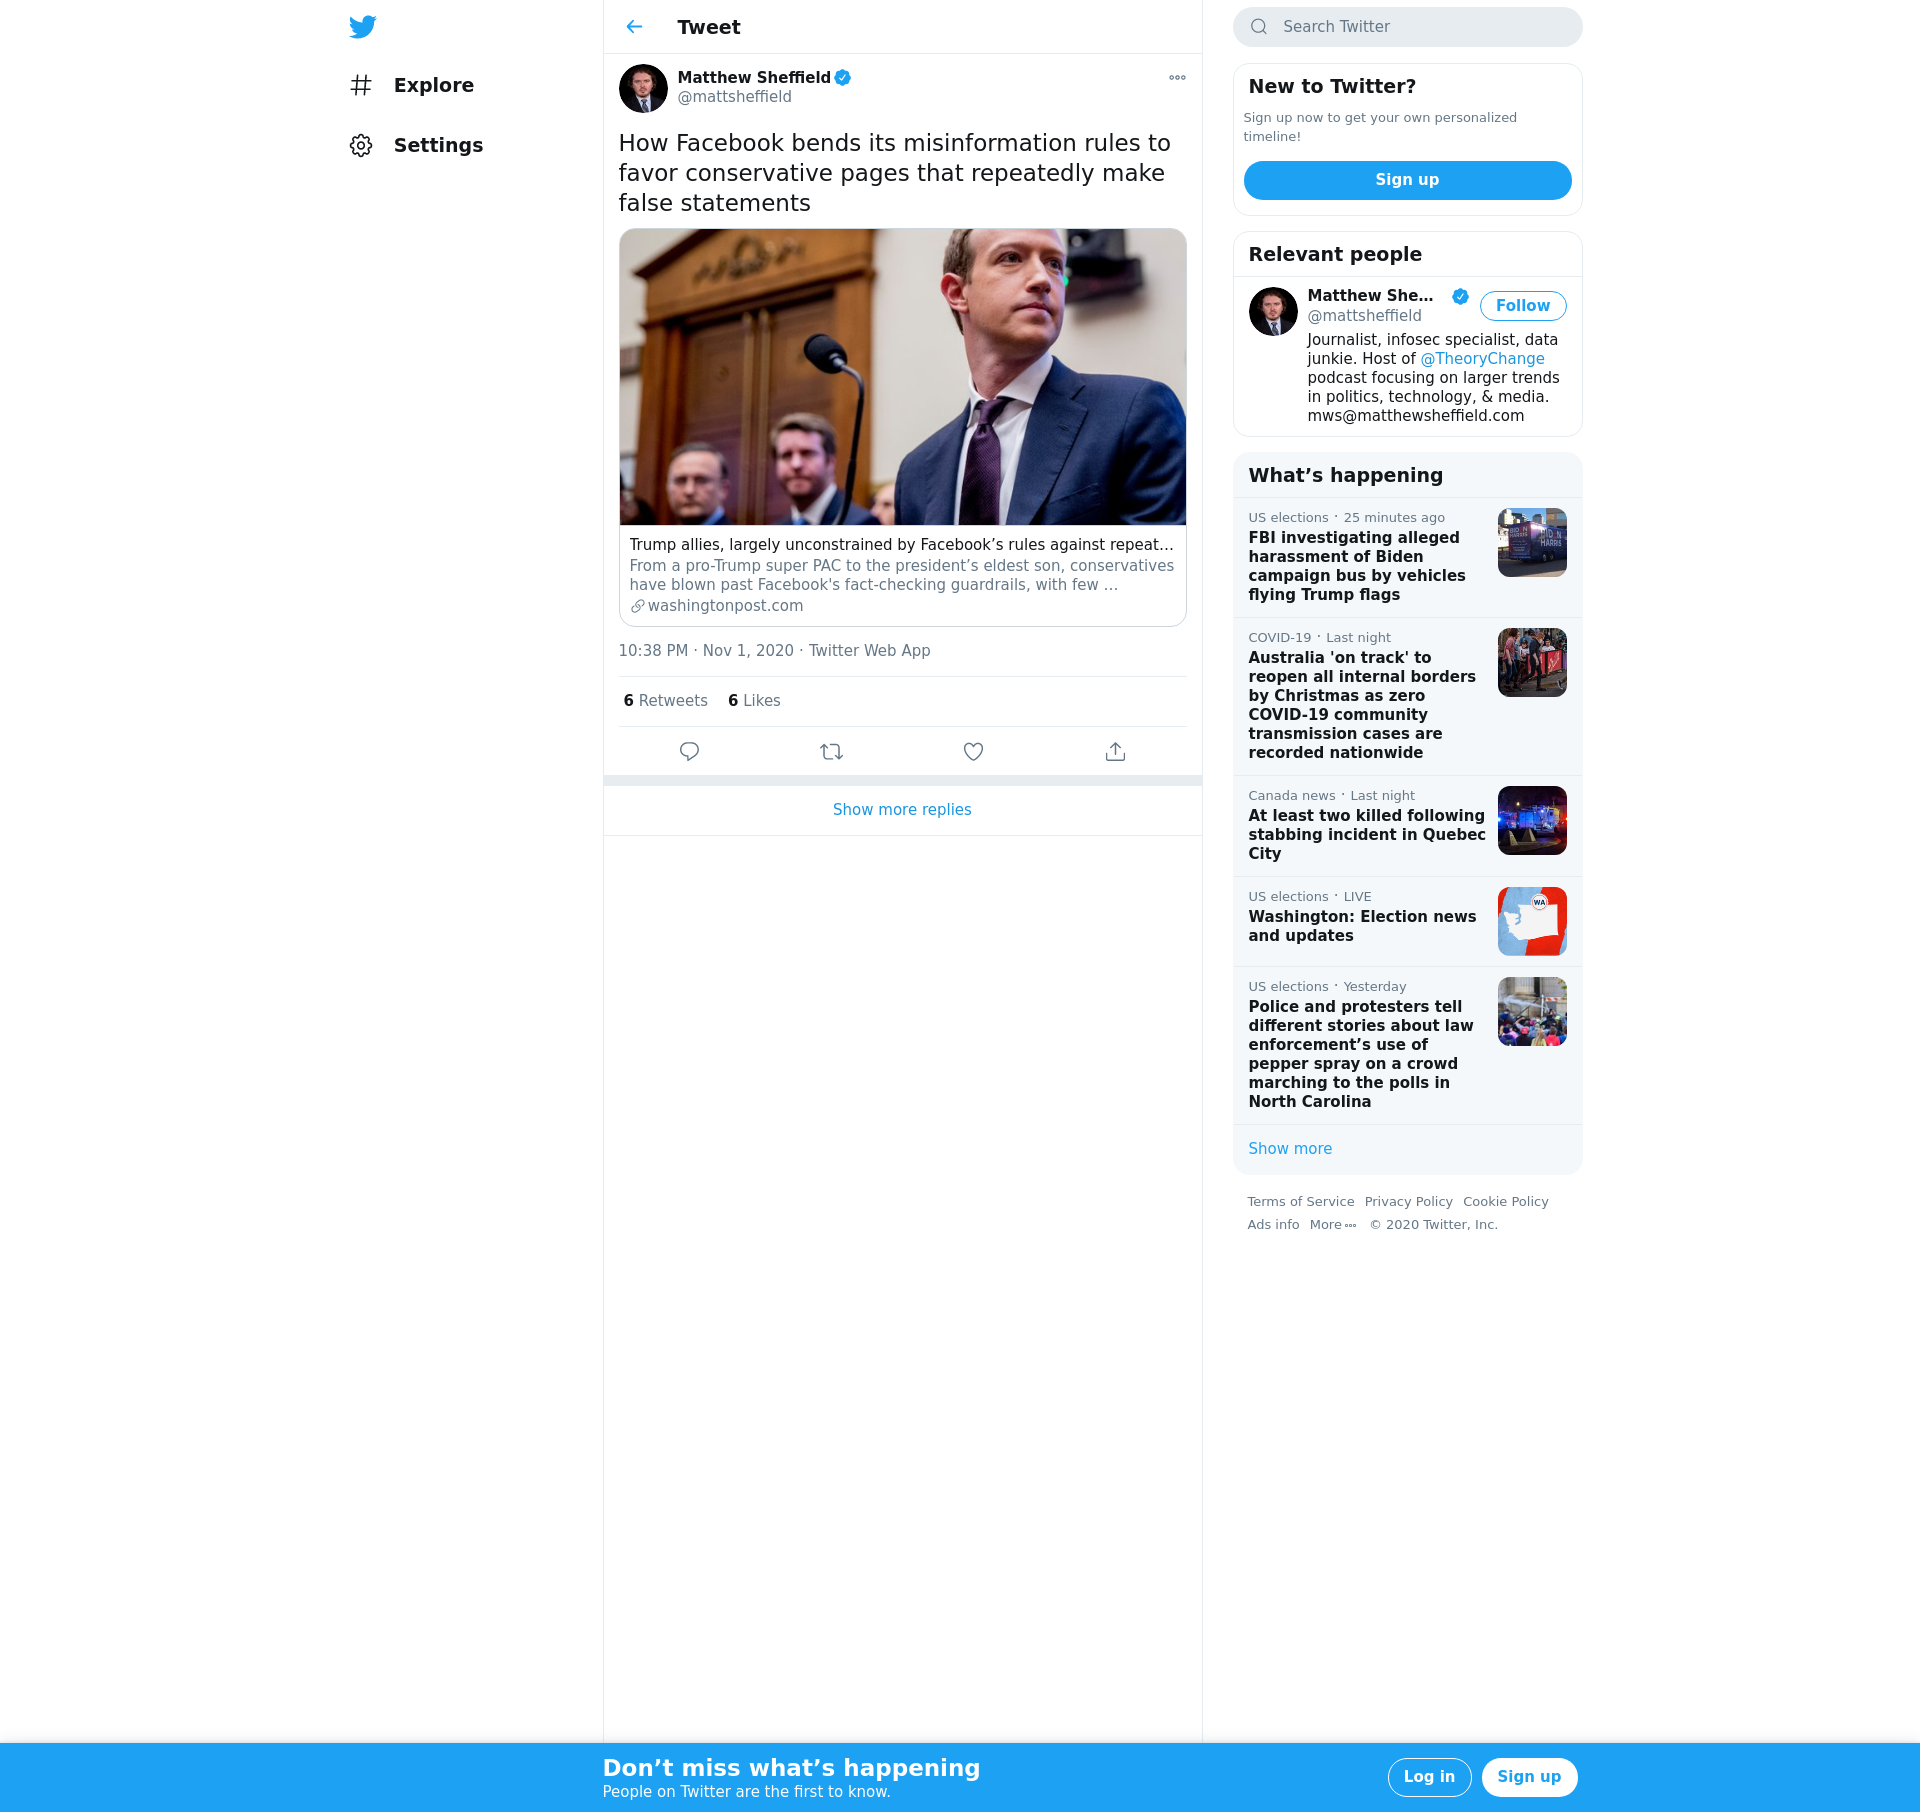 Explore
Settings
Tweet
Matthew Sheffield
@mattsheffield
How Facebook bends its misinformation rules to
favor conservative pages that repeatedly make
false statements
Trump allies, largely unconstrained by Facebook’s rules against repeat…
From a pro-Trump super PAC to the president’s eldest son, conservatives
have blown past Facebook's fact-checking guardrails, with few …
washingtonpost.com
10:38 PM · Nov 1, 2020 · Twitter Web App
6 Retweets 6 Likes
Show more replies
Search Twitter
New to Twitter?
Sign up now to get your own personalized
timeline!
Sign up
Relevant people
Matthew She…
Follow
@mattsheffield
Journalist, infosec specialist, data
junkie. Host of @TheoryChange
podcast focusing on larger trends
in politics, technology, & media.
mws@matthewsheffield.com
What’s happening
US elections · 25 minutes ago
FBI investigating alleged
harassment of Biden
campaign bus by vehicles
flying Trump flags
COVID-19 · Last night
Australia 'on track' to
reopen all internal borders
by Christmas as zero
COVID-19 community
transmission cases are
recorded nationwide
Canada news · Last night
At least two killed following
stabbing incident in Quebec
City
US elections · LIVE
Washington: Election news
and updates
WA
US elections · Yesterday
Police and protesters tell
different stories about law
enforcement’s use of
pepper spray on a crowd
marching to the polls in
North Carolina
Show more
Terms of Service Privacy Policy Cookie Policy
Ads info More © 2020 Twitter, Inc.
Don’t miss what’s happening
People on Twitter are the first to know.
Log in
Sign up